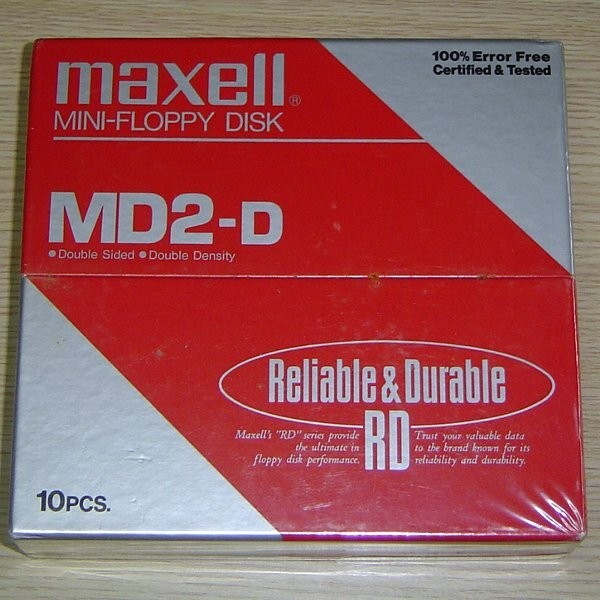 100% Error Free
Certified & Tested
maxell®
MINI-FLOPPY DISK
MD2-D
●Double Sided ●Double Density
Reliable & Durable
RD
Maxell's "RD" series provide
the ultimate in
floppy disk performance.
Trust your valuable data
to the brand known for its
reliability and durability.
10PCS.